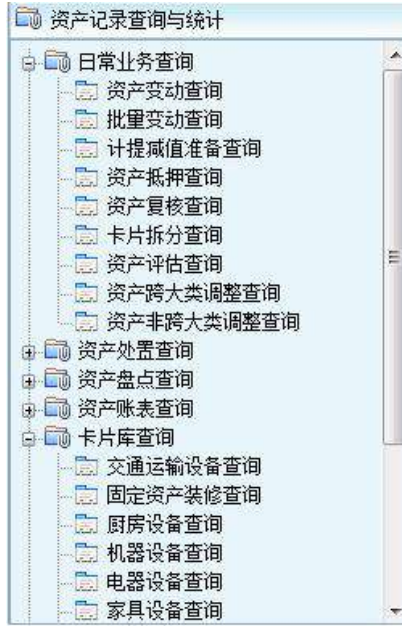 资产记录查询与统计
日常业务查询
资产变动查询
批量变动查询
计提减值准备查询
资产抵押查询
资产复核查询
卡片拆分查询
资产评估查询
资产跨大类调整查询
资产非跨大类调整查询
资产处置查询
资产盘点查询
资产账表查询
卡片库查询
交通运输设备查询
固定资产装修查询
厨房设备查询
机器设备查询
电器设备查询
家具设备查询